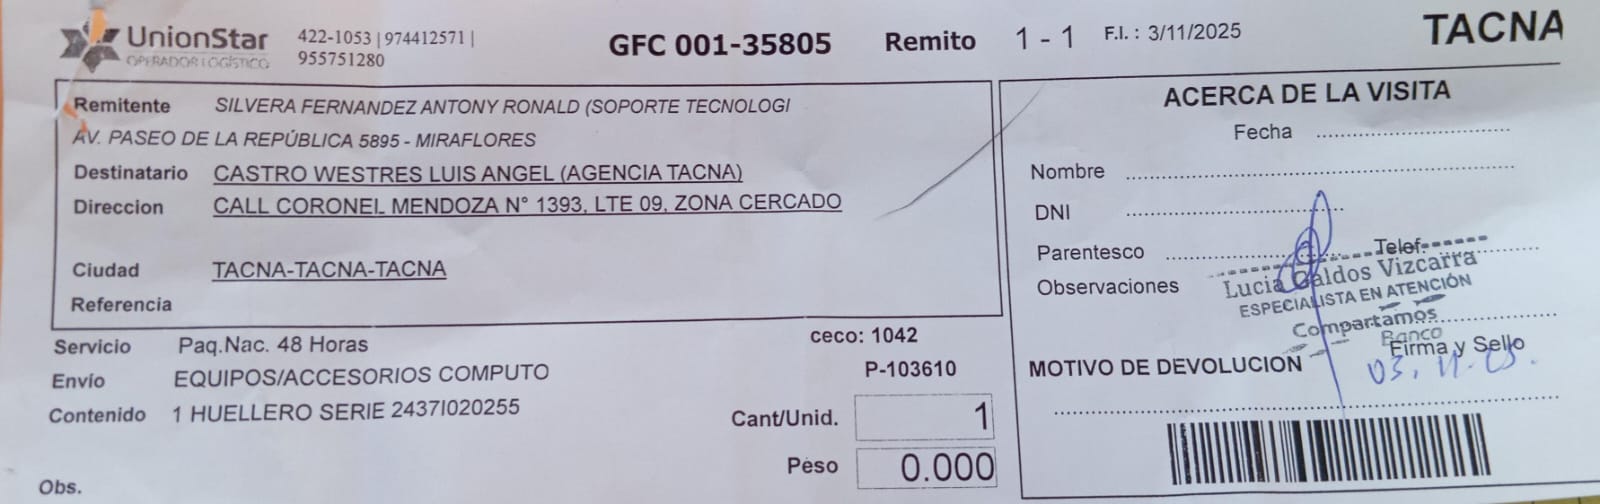 UnionStar
OPERADOR LOGÍSTICO
422-1053 | 974412571 |
955751280
GFC 001-35805 Remito 1 - 1 F.I. : 3/11/2025 TACNA
Remitente SILVERA FERNANDEZ ANTONY RONALD (SOPORTE TECNOLOGI
AV. PASEO DE LA REPÚBLICA 5895 - MIRAFLORES
Destinatario CASTRO WESTRES LUIS ANGEL (AGENCIA TACNA)
Direccion CALL CORONEL MENDOZA N° 1393, LTE 09, ZONA CERCADO
Ciudad TACNA-TACNA-TACNA
Referencia
Servicio Paq.Nac. 48 Horas
ceco: 1042
Envío EQUIPOS/ACCESORIOS COMPUTO
P-103610
Contenido 1 HUELLERO SERIE 2437I020255
Cant/Unid. 1
Peso 0.000
Obs.
ACERCA DE LA VISITA
Fecha
Nombre
DNI
Parentesco Telef.
Observaciones
Lucia Galdos Vizcarra
ESPECIALISTA EN ATENCIÓN
Compartamos
Banco
Firma y Sello
MOTIVO DE DEVOLUCION
03. 11.